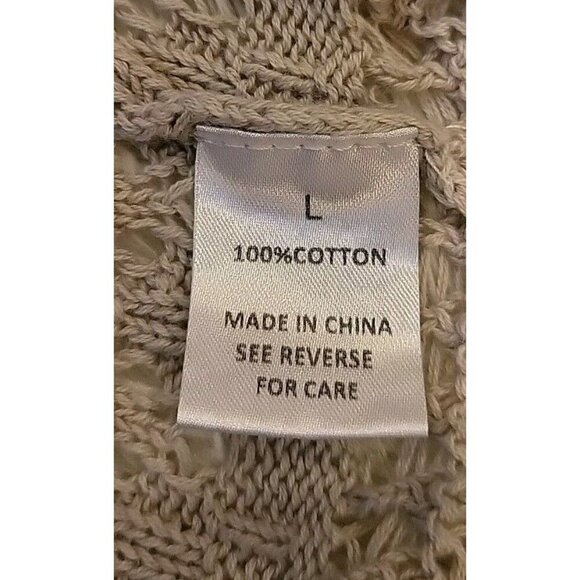 L
100%COTTON
MADE IN CHINA
SEE REVERSE
FOR CARE